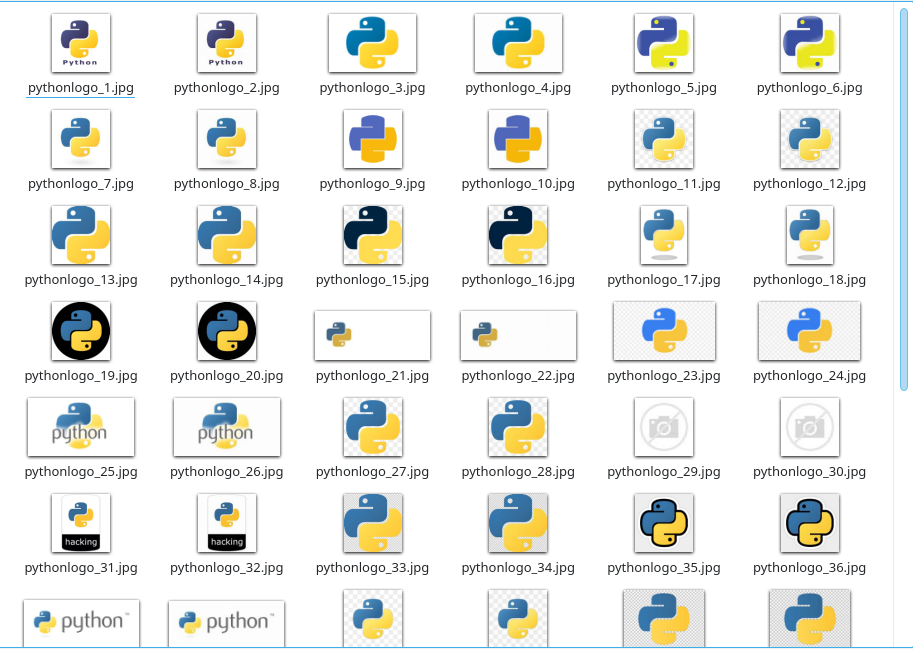 Python Python
pythonlogo_1.jpg pythonlogo_2.jpg pythonlogo_3.jpg pythonlogo_4.jpg pythonlogo_5.jpg pythonlogo_6.jpg
pythonlogo_7.jpg pythonlogo_8.jpg pythonlogo_9.jpg pythonlogo_10.jpg pythonlogo_11.jpg pythonlogo_12.jpg
pythonlogo_13.jpg pythonlogo_14.jpg pythonlogo_15.jpg pythonlogo_16.jpg pythonlogo_17.jpg pythonlogo_18.jpg
pythonlogo_19.jpg pythonlogo_20.jpg pythonlogo_21.jpg pythonlogo_22.jpg pythonlogo_23.jpg pythonlogo_24.jpg
python python
pythonlogo_25.jpg pythonlogo_26.jpg pythonlogo_27.jpg pythonlogo_28.jpg pythonlogo_29.jpg pythonlogo_30.jpg
hacking hacking
pythonlogo_31.jpg pythonlogo_32.jpg pythonlogo_33.jpg pythonlogo_34.jpg pythonlogo_35.jpg pythonlogo_36.jpg
python™ python™